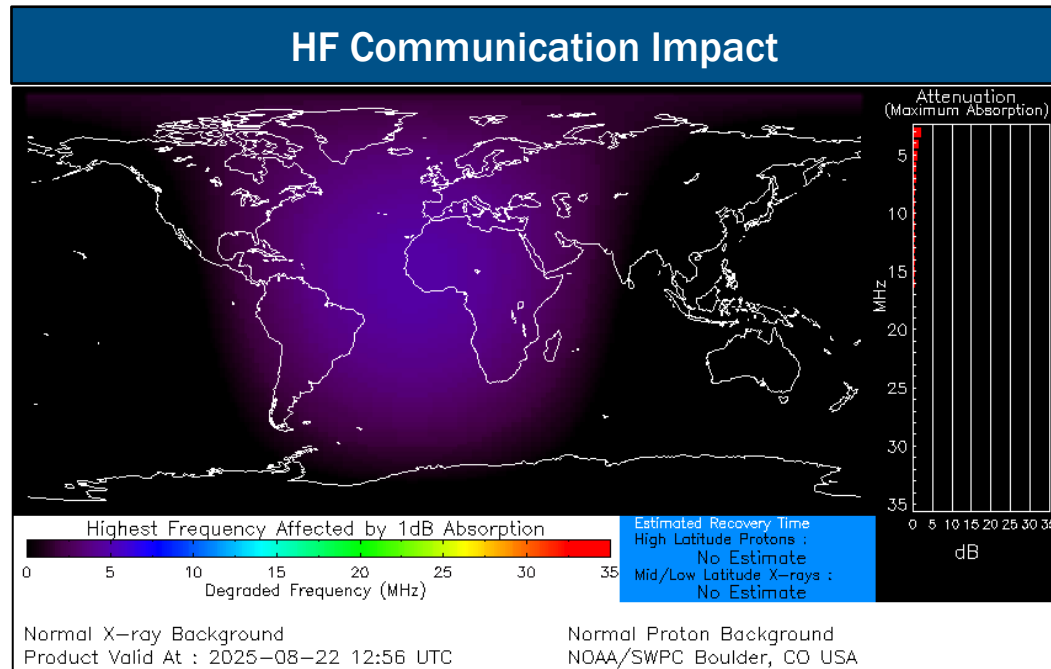 HF Communication Impact
Attenuation
(Maximum Absorption)
5
10
15
20
25
30
35
MHz
0 5 10 15 20 25 30 35
dB
Highest Frequency Affected by 1dB Absorption
0 5 10 15 20 25 30 35
Degraded Frequency (MHz)
Estimated Recovery Time
High Latitude Protons :
No Estimate
Mid/Low Latitude X-rays :
No Estimate
Normal X-ray Background
Normal Proton Background
Product Valid At : 2025-08-22 12:56 UTC
NOAA/SWPC Boulder, CO USA